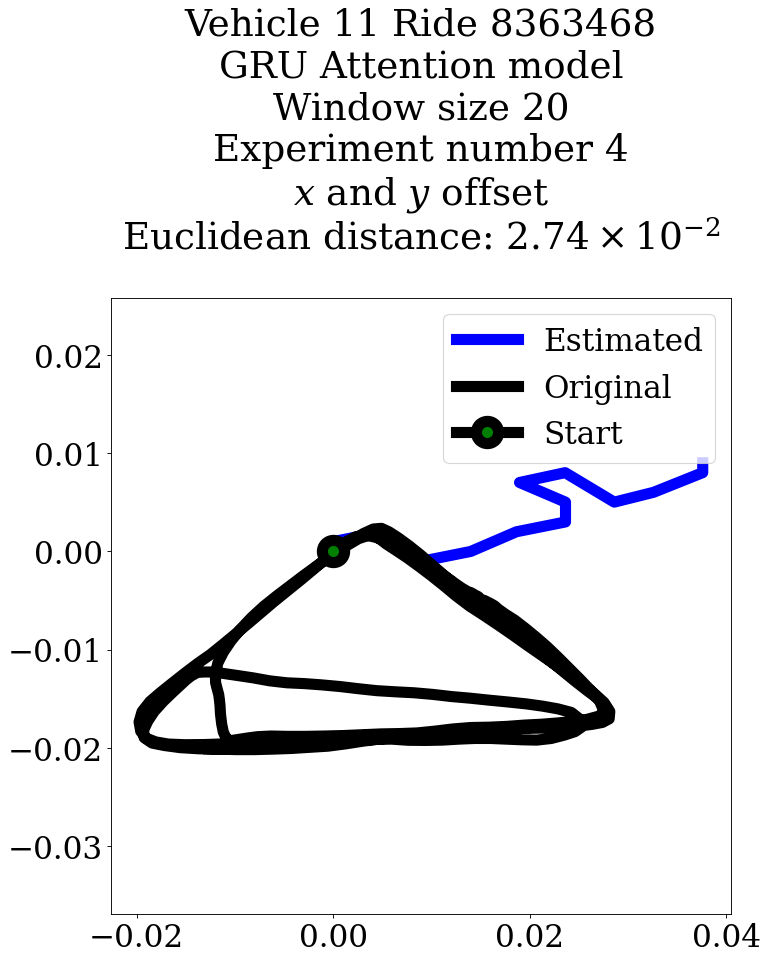 Vehicle 11 Ride 8363468
GRU Attention model
Window size 20
Experiment number 4
x and y offset
Euclidean distance: 2.74 × 10⁻²
Estimated
Original
Start
0.02
0.01
0.00
−0.01
−0.02
−0.03
−0.02
0.00
0.02
0.04